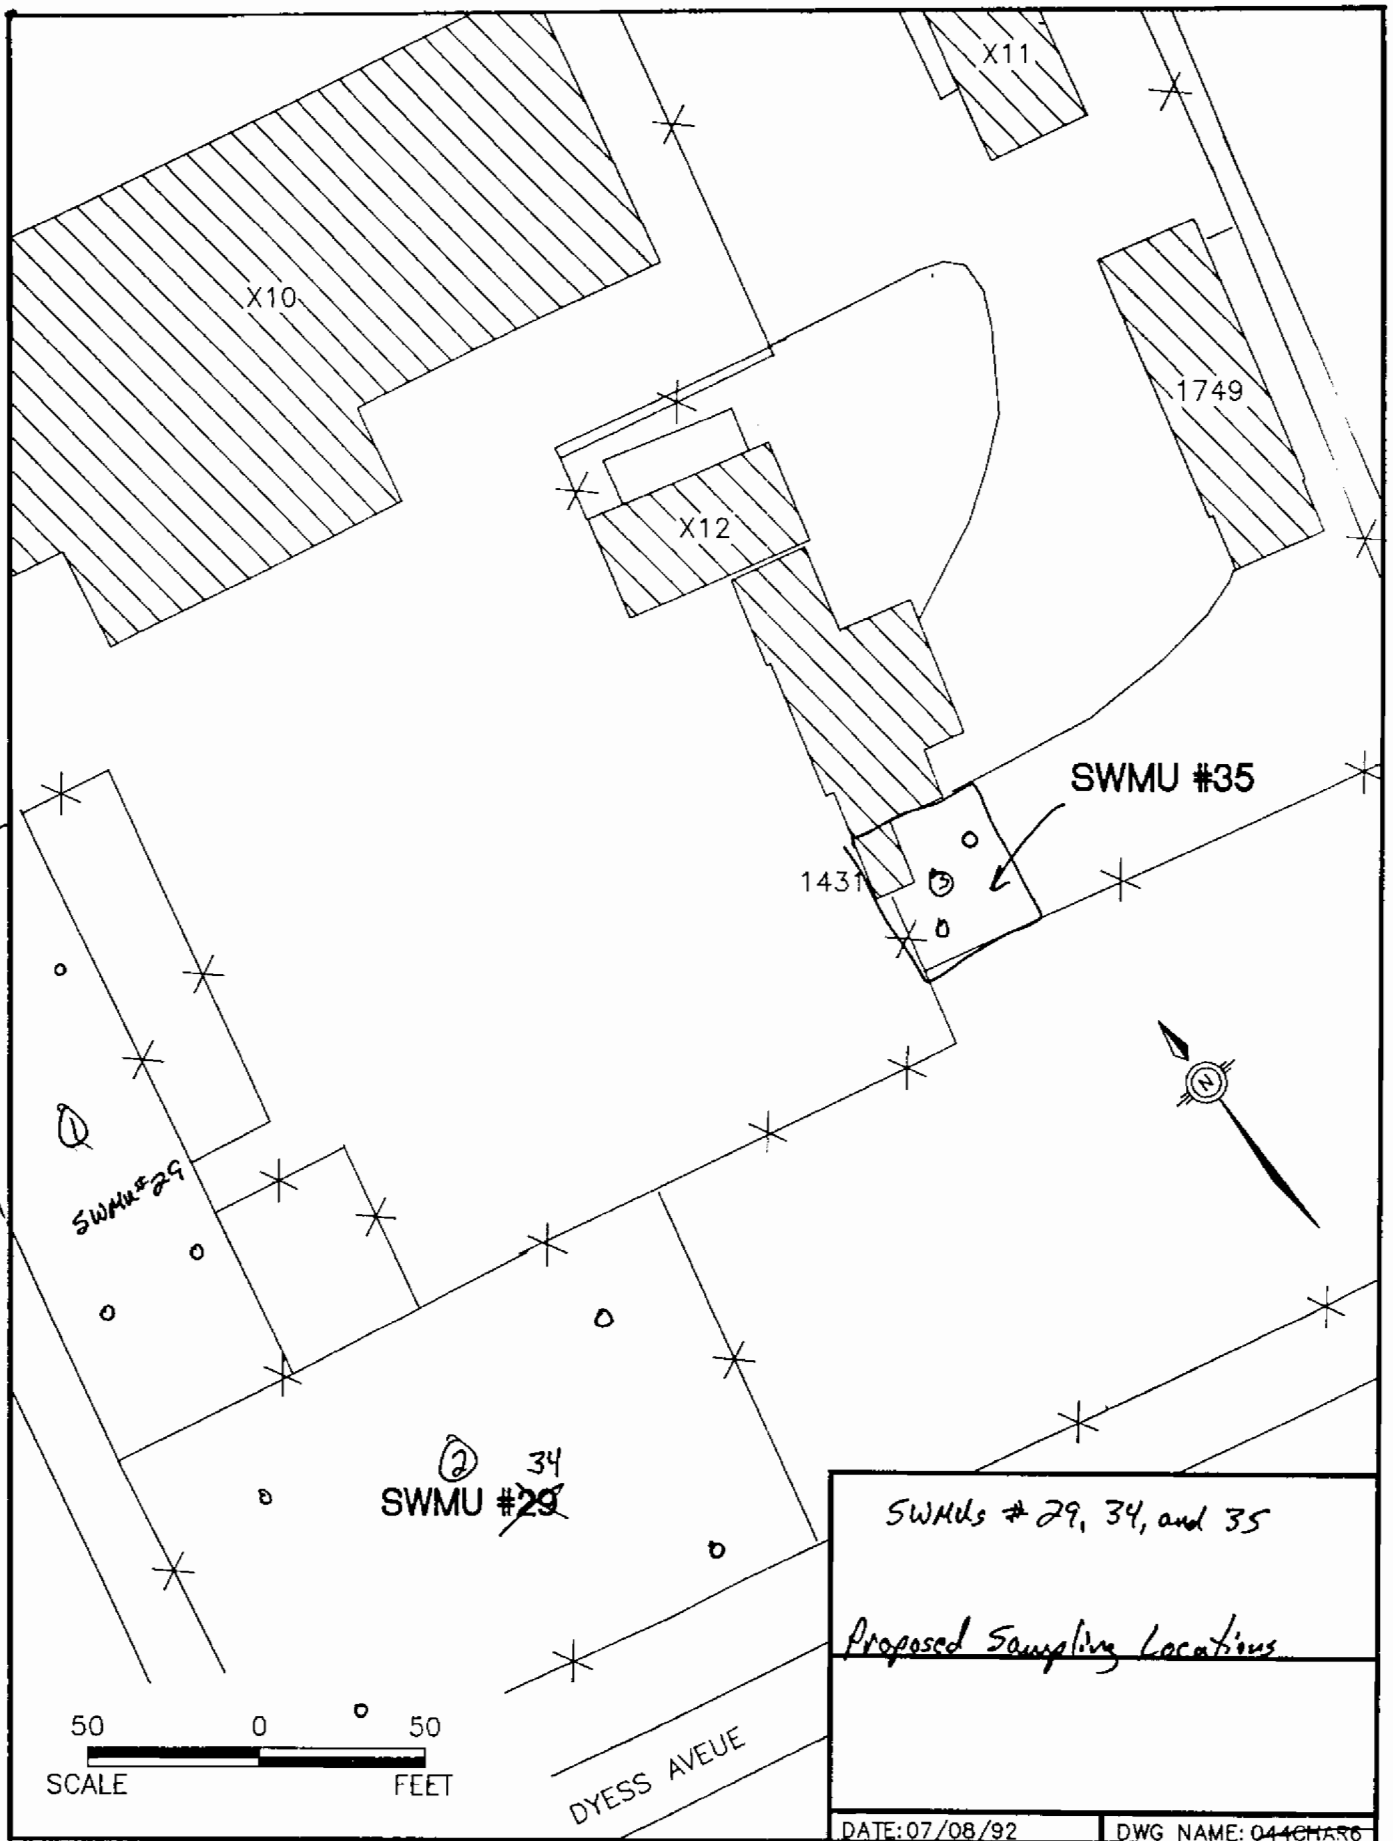 X11
X10
1749
X12
SWMU #35
1431
3
N
1
SWMU #29
2
34
SWMU #29
SWMUs # 29, 34, and 35
Proposed Sampling Locations
50 0 50
SCALE FEET
DYESS AVEUE
DATE: 07/08/92
DWG NAME: